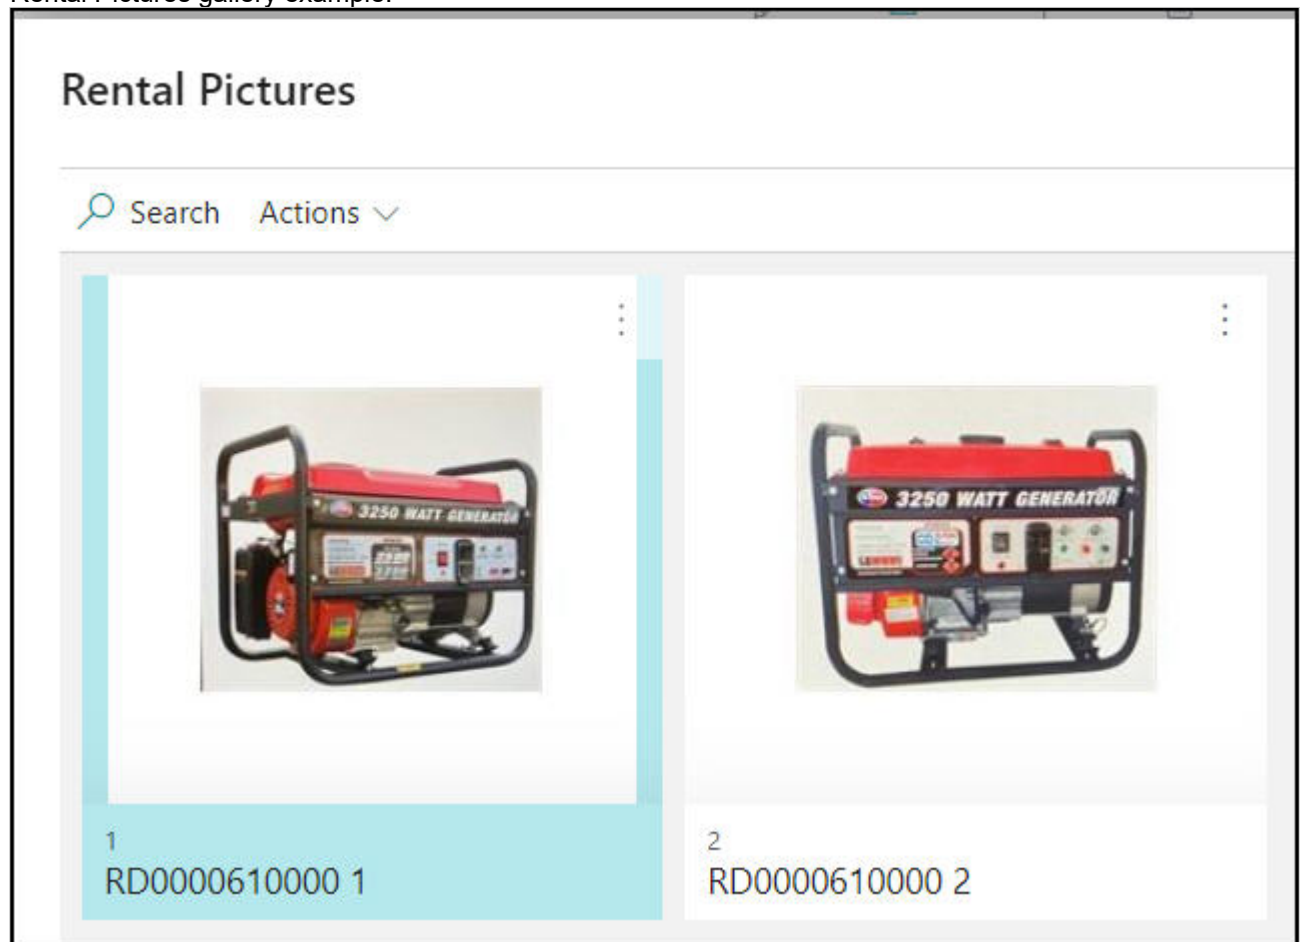 Rental Pictures gallery example:
Rental Pictures
Search Actions
3250 WATT GENERATOR
3250 WATT GENERATOR
1
RD0000610000 1
2
RD0000610000 2